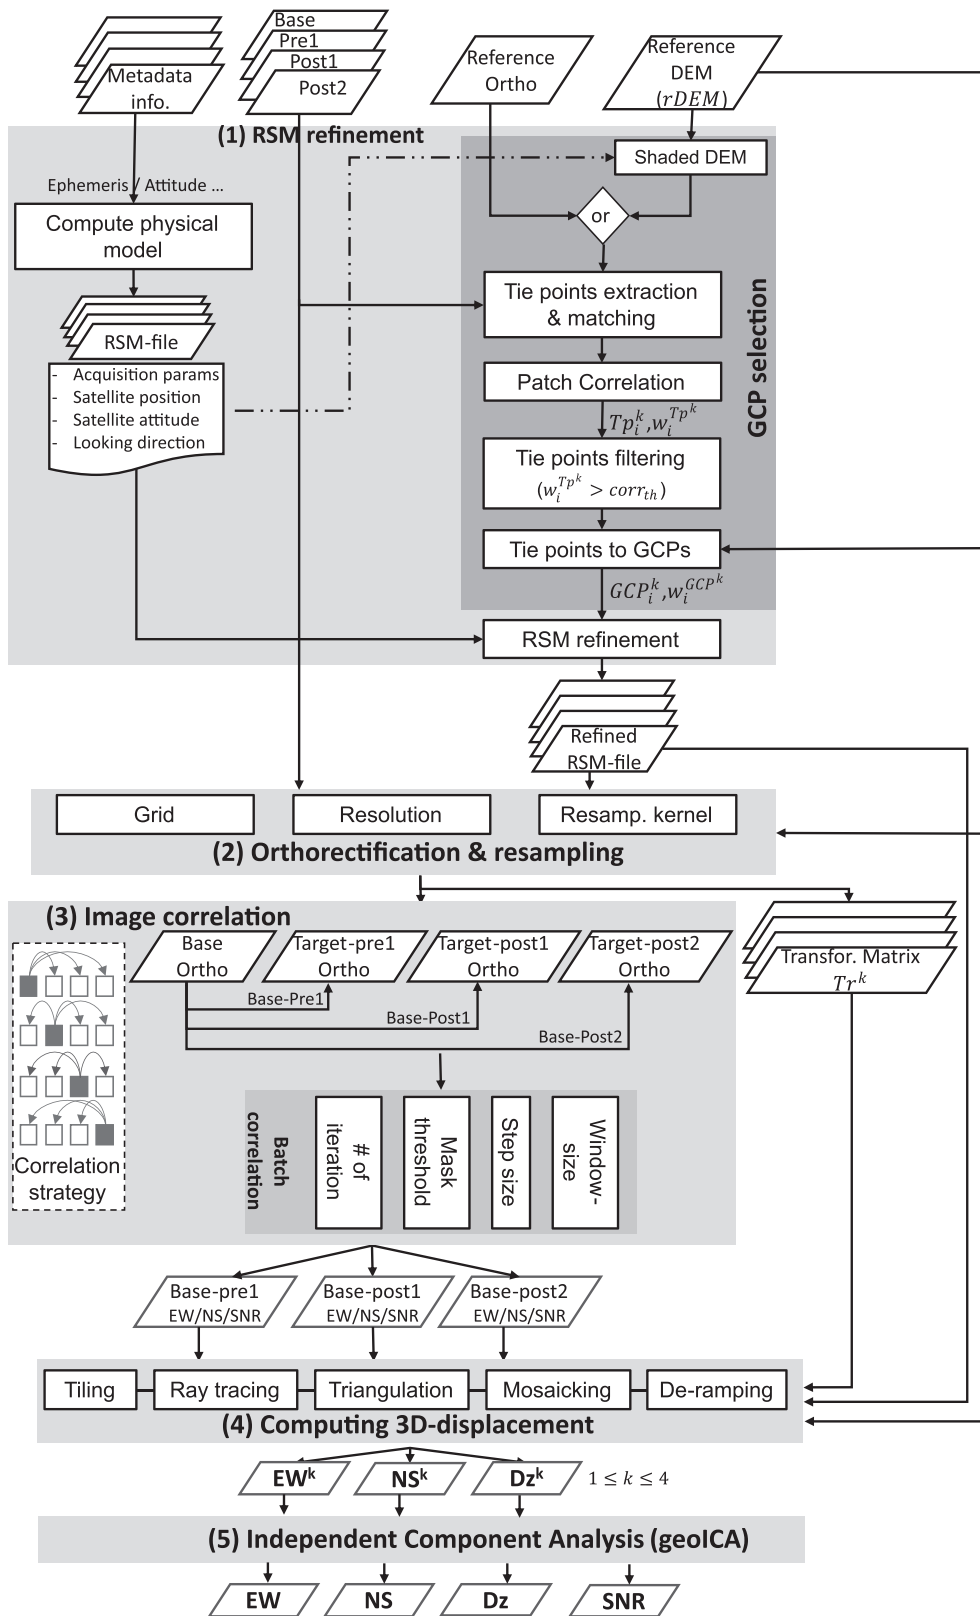 Base
Pre1
Post1
Post2
Metadata
info.
Reference
Ortho
Reference
DEM
(rDEM)
(1) RSM refinement
Shaded DEM
Ephemeris / Attitude ...
Compute physical
model
or
RSM-file
- Acquisition params
- Satellite position
- Satellite attitude
- Looking direction
Tie points extraction
& matching
Patch Correlation
Tp_i^k, w_i^{Tp^k}
Tie points filtering
(w_i^{Tp^k} > corr_{th})
Tie points to GCPs
GCP_i^k, w_i^{GCP^k}
GCP selection
RSM refinement
Refined
RSM-file
Grid
Resolution
Resamp. kernel
(2) Orthorectification & resampling
(3) Image correlation
Base
Ortho
Target-pre1
Ortho
Target-post1
Ortho
Target-post2
Ortho
Base-Pre1
Base-Post1
Base-Post2
Transfor. Matrix
Tr^k
Correlation
strategy
Batch
correlation
# of
iteration
Mask
threshold
Step size
Window-
size
Base-pre1
EW/NS/SNR
Base-post1
EW/NS/SNR
Base-post2
EW/NS/SNR
Tiling
Ray tracing
Triangulation
Mosaicking
De-ramping
(4) Computing 3D-displacement
EW^k
NS^k
Dz^k
1 ≤ k ≤ 4
(5) Independent Component Analysis (geoICA)
EW
NS
Dz
SNR